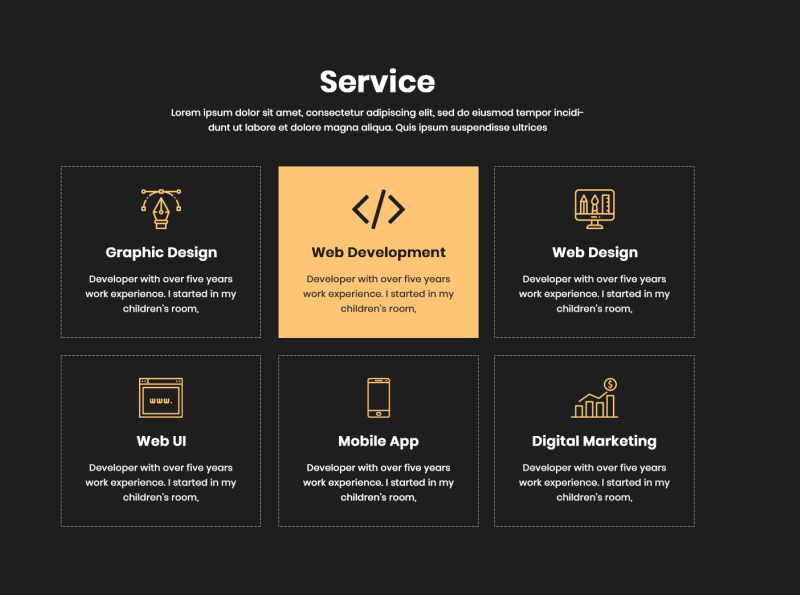 Service
Lorem ipsum dolor sit amet, consectetur adipiscing elit, sed do eiusmod tempor incidi-
dunt ut labore et dolore magna aliqua. Quis ipsum suspendisse ultrices
Graphic Design
Developer with over five years
work experience. I started in my
children's room,
</>
Web Development
Developer with over five years
work experience. I started in my
children's room,
Web Design
Developer with over five years
work experience. I started in my
children's room,
www.
Web UI
Developer with over five years
work experience. I started in my
children's room,
Mobile App
Developer with over five years
work experience. I started in my
children's room,
$
Digital Marketing
Developer with over five years
work experience. I started in my
children's room,